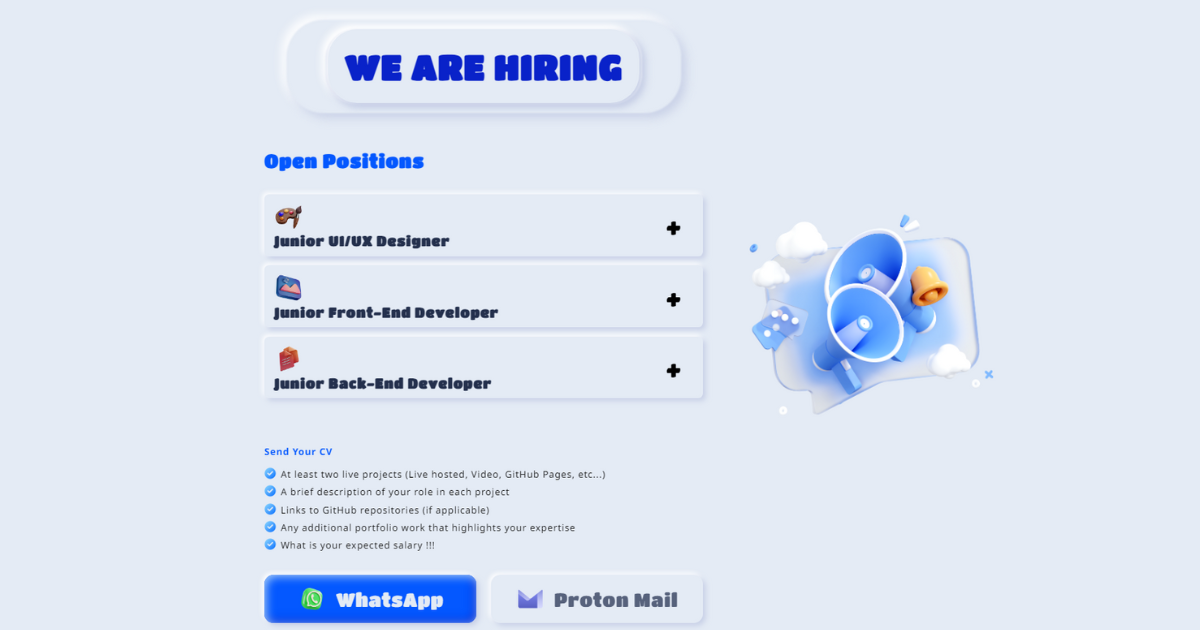 WE ARE HIRING
Open Positions
Junior UI/UX Designer
Junior Front-End Developer
Junior Back-End Developer
Send Your CV
At least two live projects (Live hosted, Video, GitHub Pages, etc...)
A brief description of your role in each project
Links to GitHub repositories (if applicable)
Any additional portfolio work that highlights your expertise
What is your expected salary !!!
WhatsApp
Proton Mail